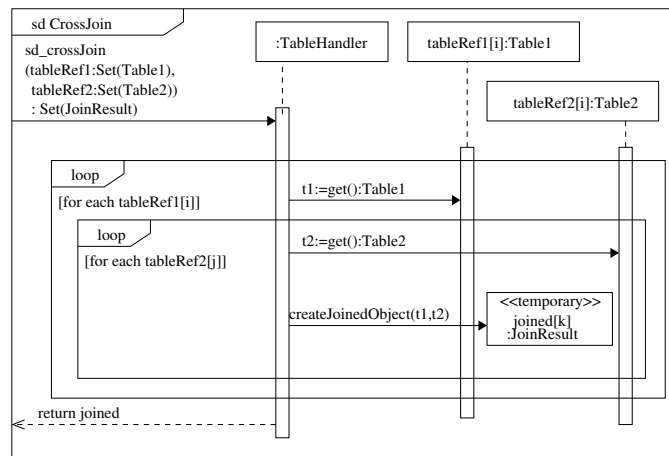 sd CrossJoin
sd_crossJoin
(tableRef1:Set(Table1),
tableRef2:Set(Table2))
: Set(JoinResult)
:TableHandler
tableRef1[i]:Table1
tableRef2[i]:Table2
loop
[for each tableRef1[i]]
t1:=get():Table1
loop
[for each tableRef2[j]]
t2:=get():Table2
createJoinedObject(t1,t2)
<<temporary>>
joined[k]
:JoinResult
return joined